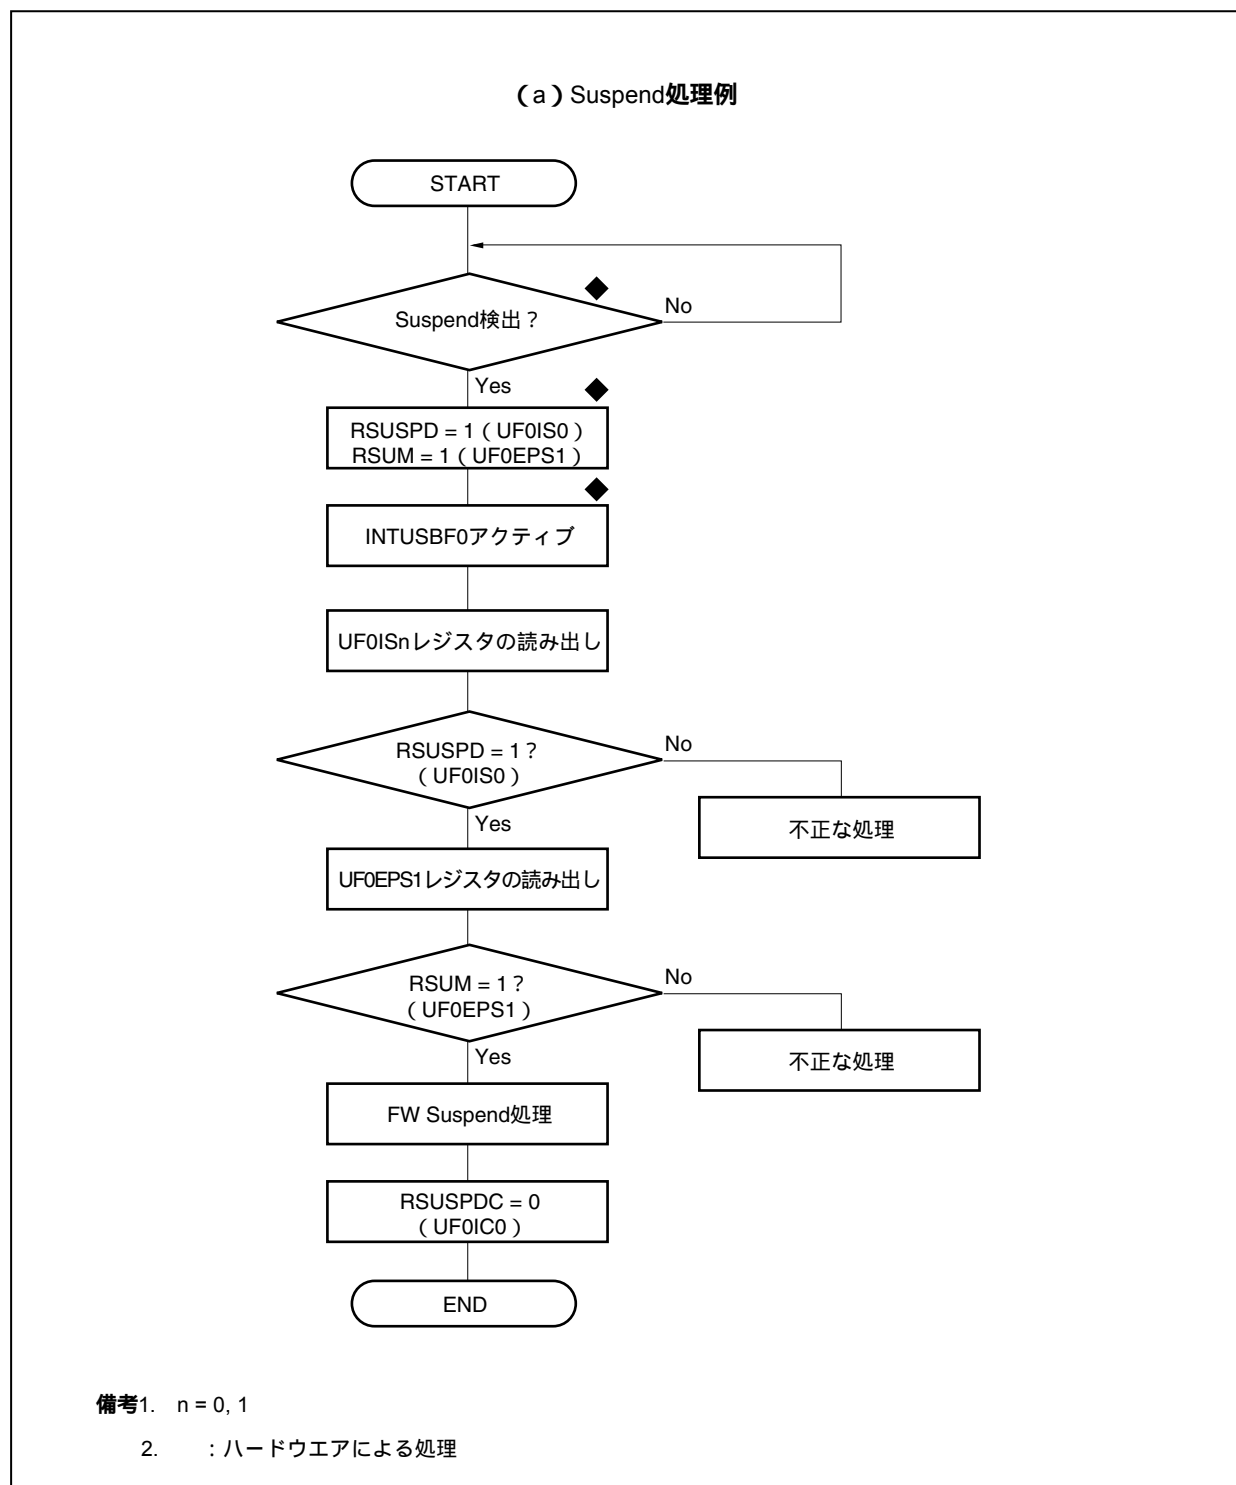 （a）Suspend処理例
START
Suspend検出？
No
Yes
RSUSPD = 1（UF0IS0）
RSUM = 1（UF0EPS1）
INTUSBF0アクティブ
UF0ISnレジスタの読み出し
RSUSPD = 1？
（UF0IS0）
No
Yes
不正な処理
UF0EPS1レジスタの読み出し
RSUM = 1？
（UF0EPS1）
No
Yes
不正な処理
FW Suspend処理
RSUSPDC = 0
（UF0IC0）
END
備考1. n = 0, 1
2. ：ハードウエアによる処理